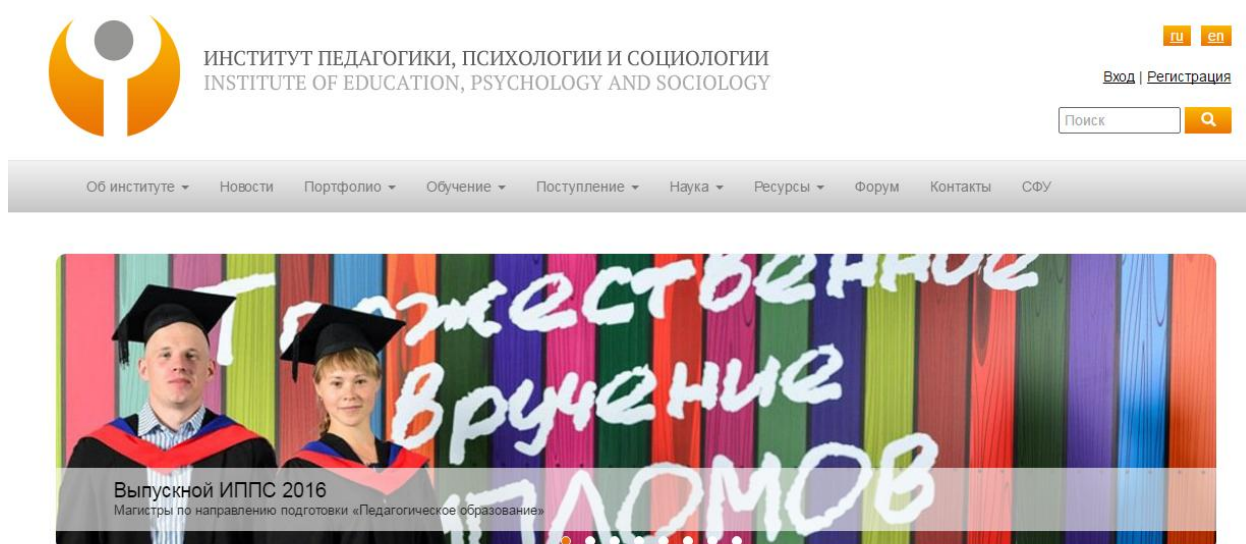 ИНСТИТУТ ПЕДАГОГИКИ, ПСИХОЛОГИИ И СОЦИОЛОГИИ
INSTITUTE OF EDUCATION, PSYCHOLOGY AND SOCIOLOGY
ru en
Вход | Регистрация
Поиск
Об институте Новости Портфолио Обучение Поступление Наука Ресурсы Форум Контакты СФУ
Торжественное
вручение
дипломов
Выпускной ИППС 2016
Магистры по направлению подготовки «Педагогическое образование»